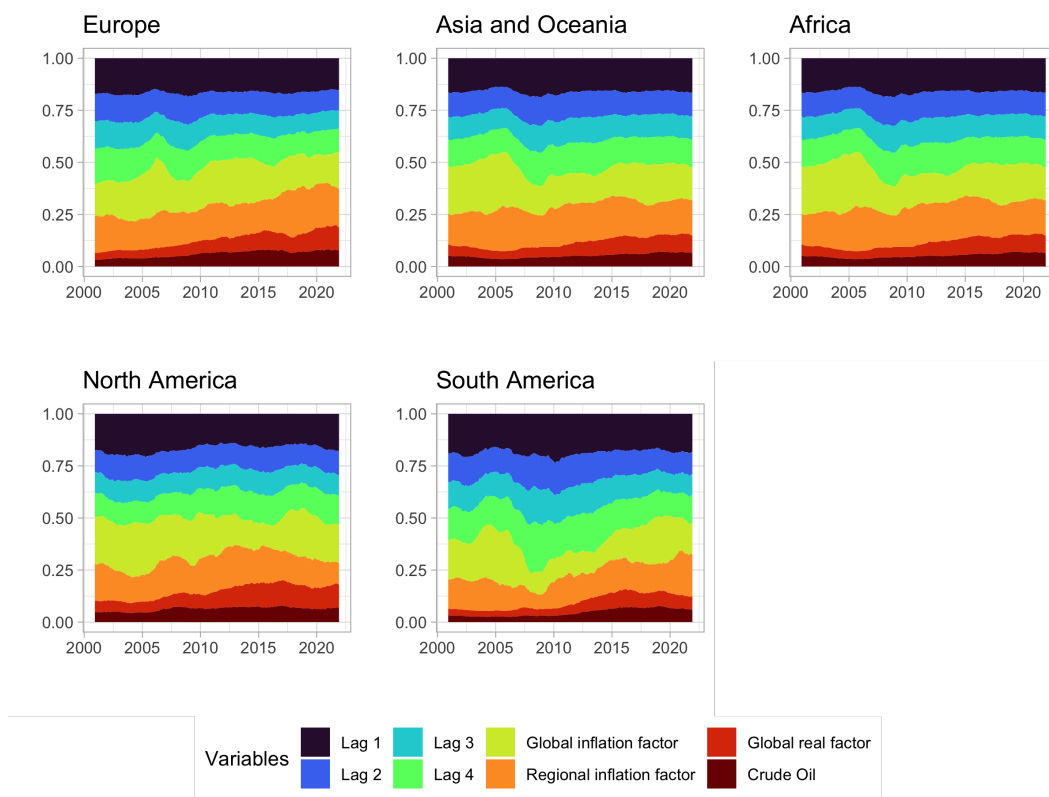 Europe
Asia and Oceania
Africa
1.00
0.75
0.50
0.25
0.00
2000 2005 2010 2015 2020
1.00
0.75
0.50
0.25
0.00
2000 2005 2010 2015 2020
1.00
0.75
0.50
0.25
0.00
2000 2005 2010 2015 2020
North America
South America
1.00
0.75
0.50
0.25
0.00
2000 2005 2010 2015 2020
1.00
0.75
0.50
0.25
0.00
2000 2005 2010 2015 2020
Variables
Lag 1 Lag 3 Global inflation factor Global real factor
Lag 2 Lag 4 Regional inflation factor Crude Oil